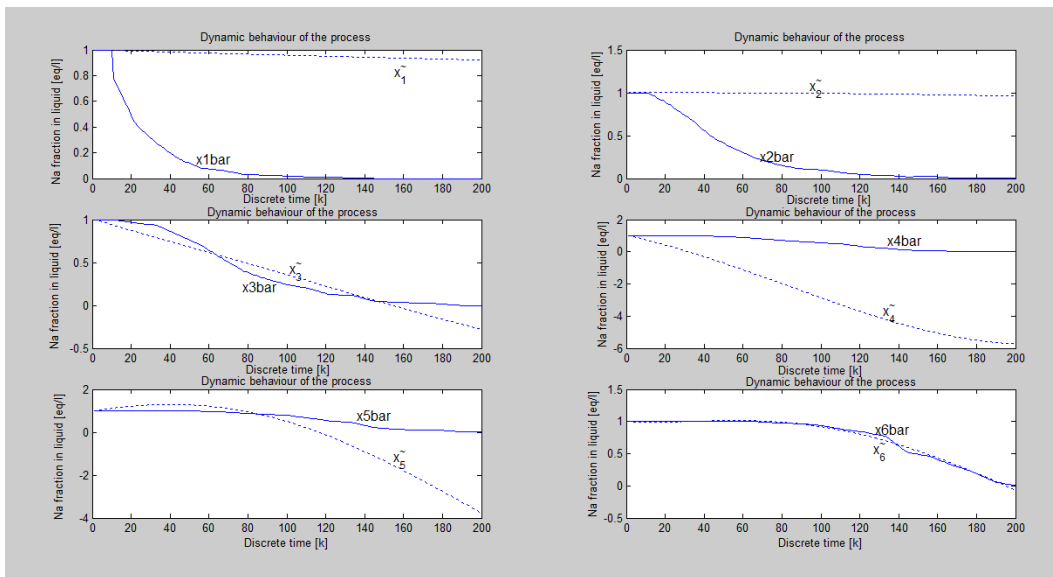 Dynamic behaviour of the process
Na fraction in liquid [eq/l]
1
0.8
0.6
0.4
0.2
0
x̃1
x1bar
0 20 40 60 80 100 120 140 160 180 200
Discrete time [k]
Dynamic behaviour of the process
Na fraction in liquid [eq/l]
1.5
1
0.5
0
x̃2
x2bar
0 20 40 60 80 100 120 140 160 180 200
Discrete time [k]
Dynamic behaviour of the process
Na fraction in liquid [eq/l]
1
0.5
0
-0.5
x̃3
x3bar
0 20 40 60 80 100 120 140 160 180 200
Discrete time [k]
Dynamic behaviour of the process
Na fraction in liquid [eq/l]
2
0
-2
-4
-6
x4bar
x̃4
0 20 40 60 80 100 120 140 160 180 200
Discrete time [k]
Dynamic behaviour of the process
Na fraction in liquid [eq/l]
2
0
-2
-4
x5bar
x̃5
0 20 40 60 80 100 120 140 160 180 200
Discrete time [k]
Dynamic behaviour of the process
Na fraction in liquid [eq/l]
1.5
1
0.5
0
-0.5
x6bar
x̃6
0 20 40 60 80 100 120 140 160 180 200
Discrete time [k]